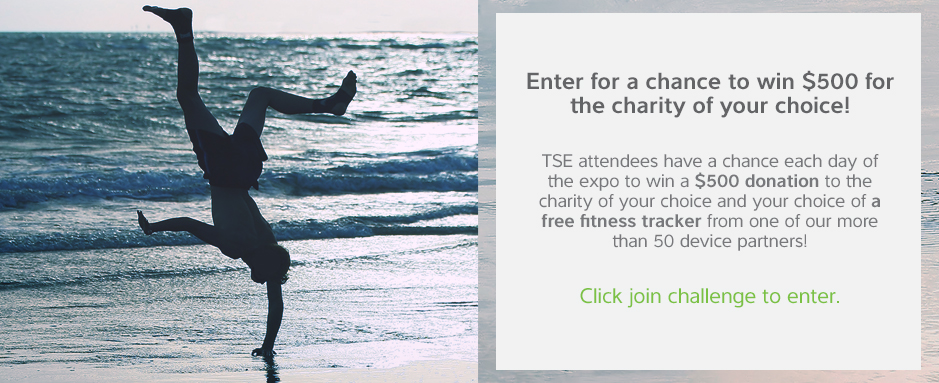 Enter for a chance to win $500 for
the charity of your choice!
TSE attendees have a chance each day of
the expo to win a $500 donation to the
charity of your choice and your choice of a
free fitness tracker from one of our more
than 50 device partners!
Click join challenge to enter.